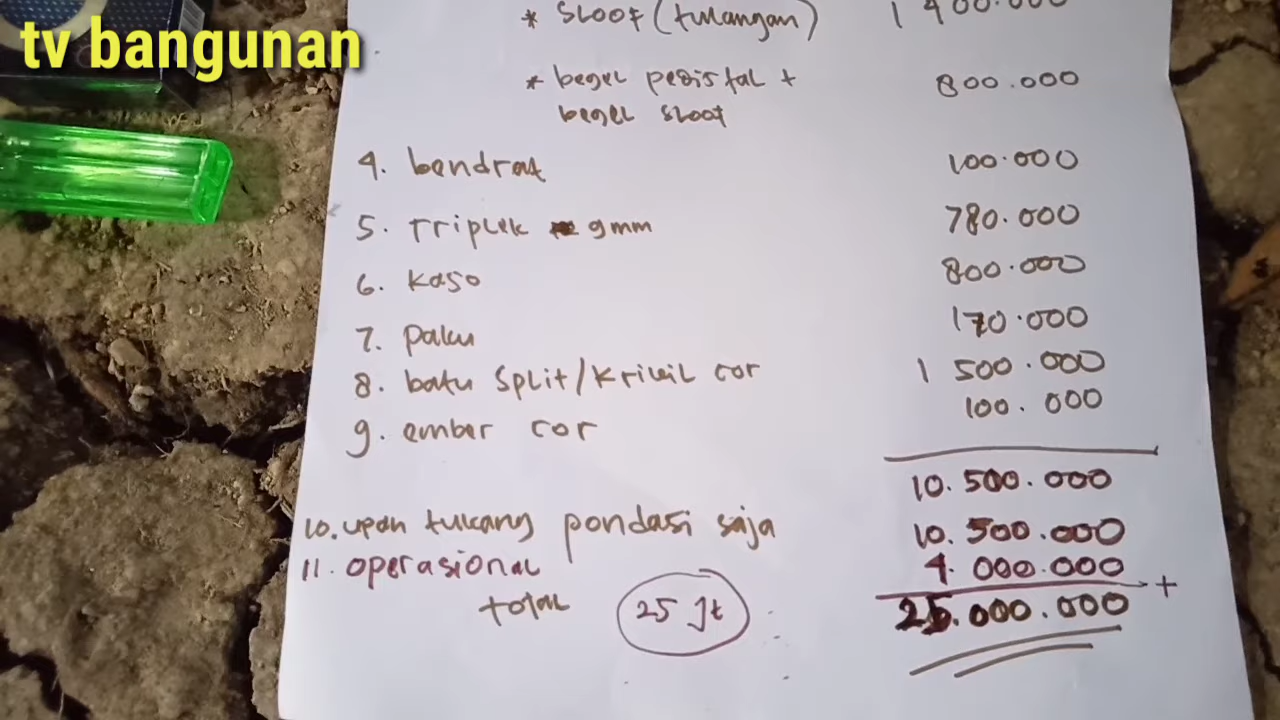 tv bangunan
* sloof (tulangan) 1 400.000
* begel pedistal + 800.000
begel sloof
4. bendrat 100.000
5. Triplek 9mm 780.000
6. kaso 800.000
7. paku 170.000
8. batu split/krikil cor 1 500.000
9. ember cor 100.000
10.500.000
10. upah tukang pondasi saja 10.500.000
11. operasional 4.000.000 +
total 25 Jt 25.000.000